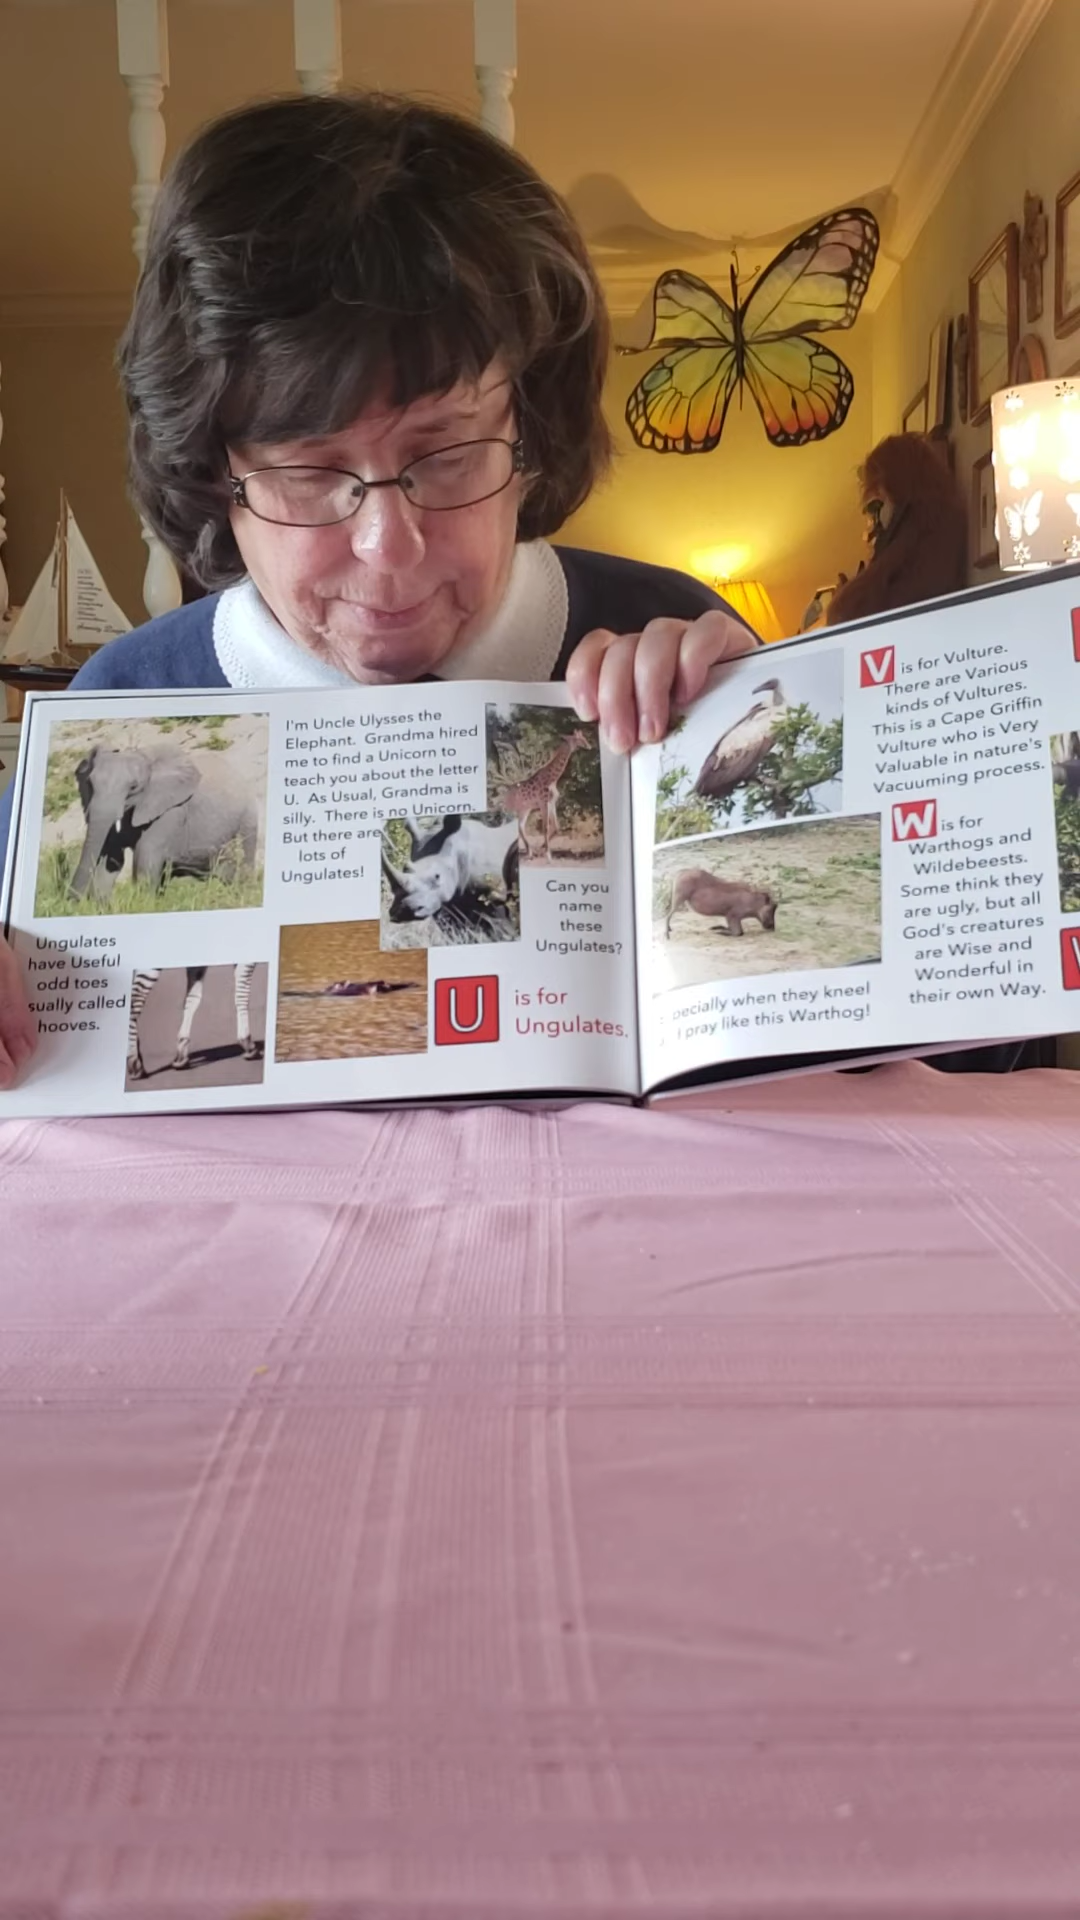 I'm Uncle Ulysses the
Elephant. Grandma hired
me to find a Unicorn to
teach you about the letter
U. As Usual, Grandma is
silly. There is no Unicorn.
But there are
lots of
Ungulates!
Can you
name
these
Ungulates?
Ungulates
have Useful
odd toes
sually called
hooves.
U is for
Ungulates.
V is for Vulture.
There are Various
kinds of Vultures.
This is a Cape Griffin
Vulture who is Very
Valuable in nature's
Vacuuming process.
W is for
Warthogs and
Wildebeests.
Some think they
are ugly, but all
God's creatures
are Wise and
Wonderful in
their own Way.
pecially when they kneel
pray like this Warthog!